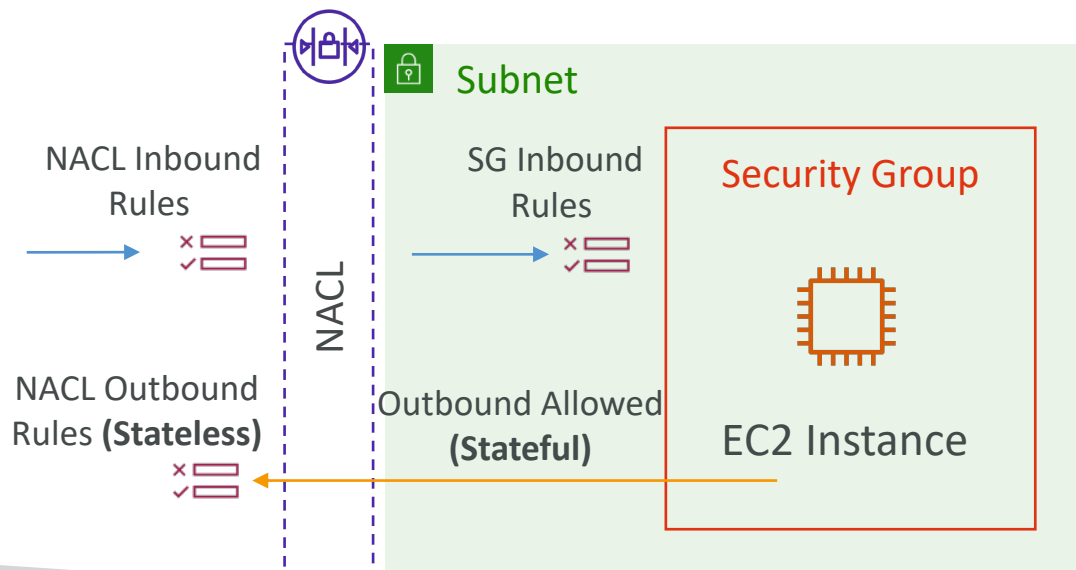 Subnet
NACL Inbound
Rules
SG Inbound
Rules
Security Group
NACL
NACL Outbound
Rules (Stateless)
Outbound Allowed
(Stateful)
EC2 Instance